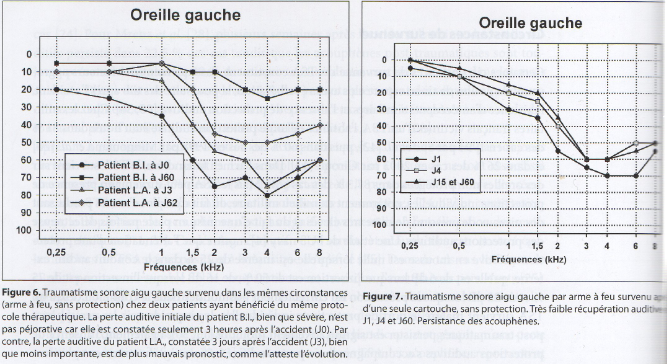 Oreille gauche
0
10
20
30
40
50
60
70
80
90
100
Patient B.I. à J0
Patient B.I. à J60
Patient L.A. à J3
Patient L.A. à J62
0,25 0,5 1 1,5 2 3 4 6 8
Fréquences (kHz)
Figure 6. Traumatisme sonore aigu gauche survenu dans les mêmes circonstances
(arme à feu, sans protection) chez deux patients ayant bénéficié du même proto-
cole thérapeutique. La perte auditive initiale du patient B.I., bien que sévère, n'est
pas péjorative car elle est constatée seulement 3 heures après l'accident (J0). Par
contre, la perte auditive du patient L.A., constatée 3 jours après l'accident (J3), bien
que moins importante, est de plus mauvais pronostic, comme l'atteste l'évolution.
Oreille gauche
0
10
20
30
40
50
60
70
80
90
100
J1
J4
J15 et J60
0,25 0,5 1 1,5 2 3 4 6 8
Fréquences (kHz)
Figure 7. Traumatisme sonore aigu gauche par arme à feu survenu
d'une seule cartouche, sans protection. Très faible récupération
J1, J4 et J60. Persistance des acouphènes.